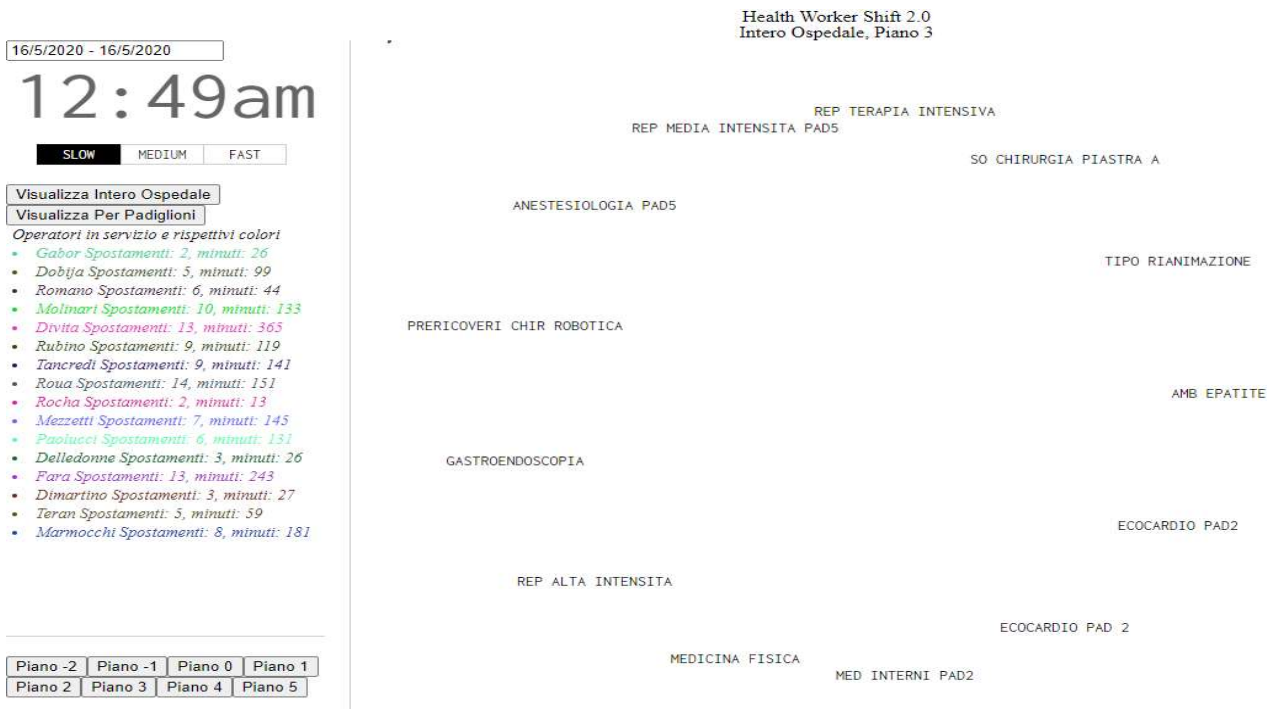 Health Worker Shift 2.0
Intero Ospedale, Piano 3
16/5/2020 - 16/5/2020
12:49am
SLOW MEDIUM FAST
Visualizza Intero Ospedale
Visualizza Per Padiglioni
Operatori in servizio e rispettivi colori
• Gabor Spostamenti: 2, minuti: 26
• Dobija Spostamenti: 5, minuti: 99
• Romano Spostamenti: 6, minuti: 44
• Molinari Spostamenti: 10, minuti: 133
• Divita Spostamenti: 13, minuti: 365
• Rubino Spostamenti: 9, minuti: 119
• Tancredi Spostamenti: 9, minuti: 141
• Roua Spostamenti: 14, minuti: 151
• Rocha Spostamenti: 2, minuti: 13
• Mezzetti Spostamenti: 7, minuti: 145
• Paolucci Spostamenti: 6, minuti: 131
• Delledonne Spostamenti: 3, minuti: 26
• Fara Spostamenti: 13, minuti: 243
• Dimartino Spostamenti: 3, minuti: 27
• Teran Spostamenti: 5, minuti: 59
• Marmocchi Spostamenti: 8, minuti: 181
Piano -2 Piano -1 Piano 0 Piano 1
Piano 2 Piano 3 Piano 4 Piano 5
REP TERAPIA INTENSIVA
REP MEDIA INTENSITA PAD5
SO CHIRURGIA PIASTRA A
ANESTESIOLOGIA PAD5
TIPO RIANIMAZIONE
PRERICOVERI CHIR ROBOTICA
AMB EPATITE
GASTROENDOSCOPIA
ECOCARDIO PAD2
REP ALTA INTENSITA
ECOCARDIO PAD 2
MEDICINA FISICA
MED INTERNI PAD2